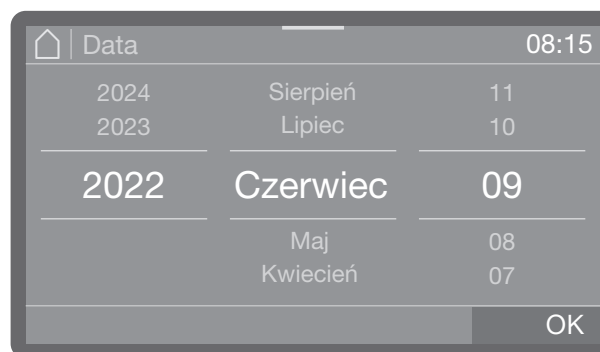 Data 08:15
2024 Sierpień 11
2023 Lipiec 10
2022 Czerwiec 09
Maj 08
Kwiecień 07
OK